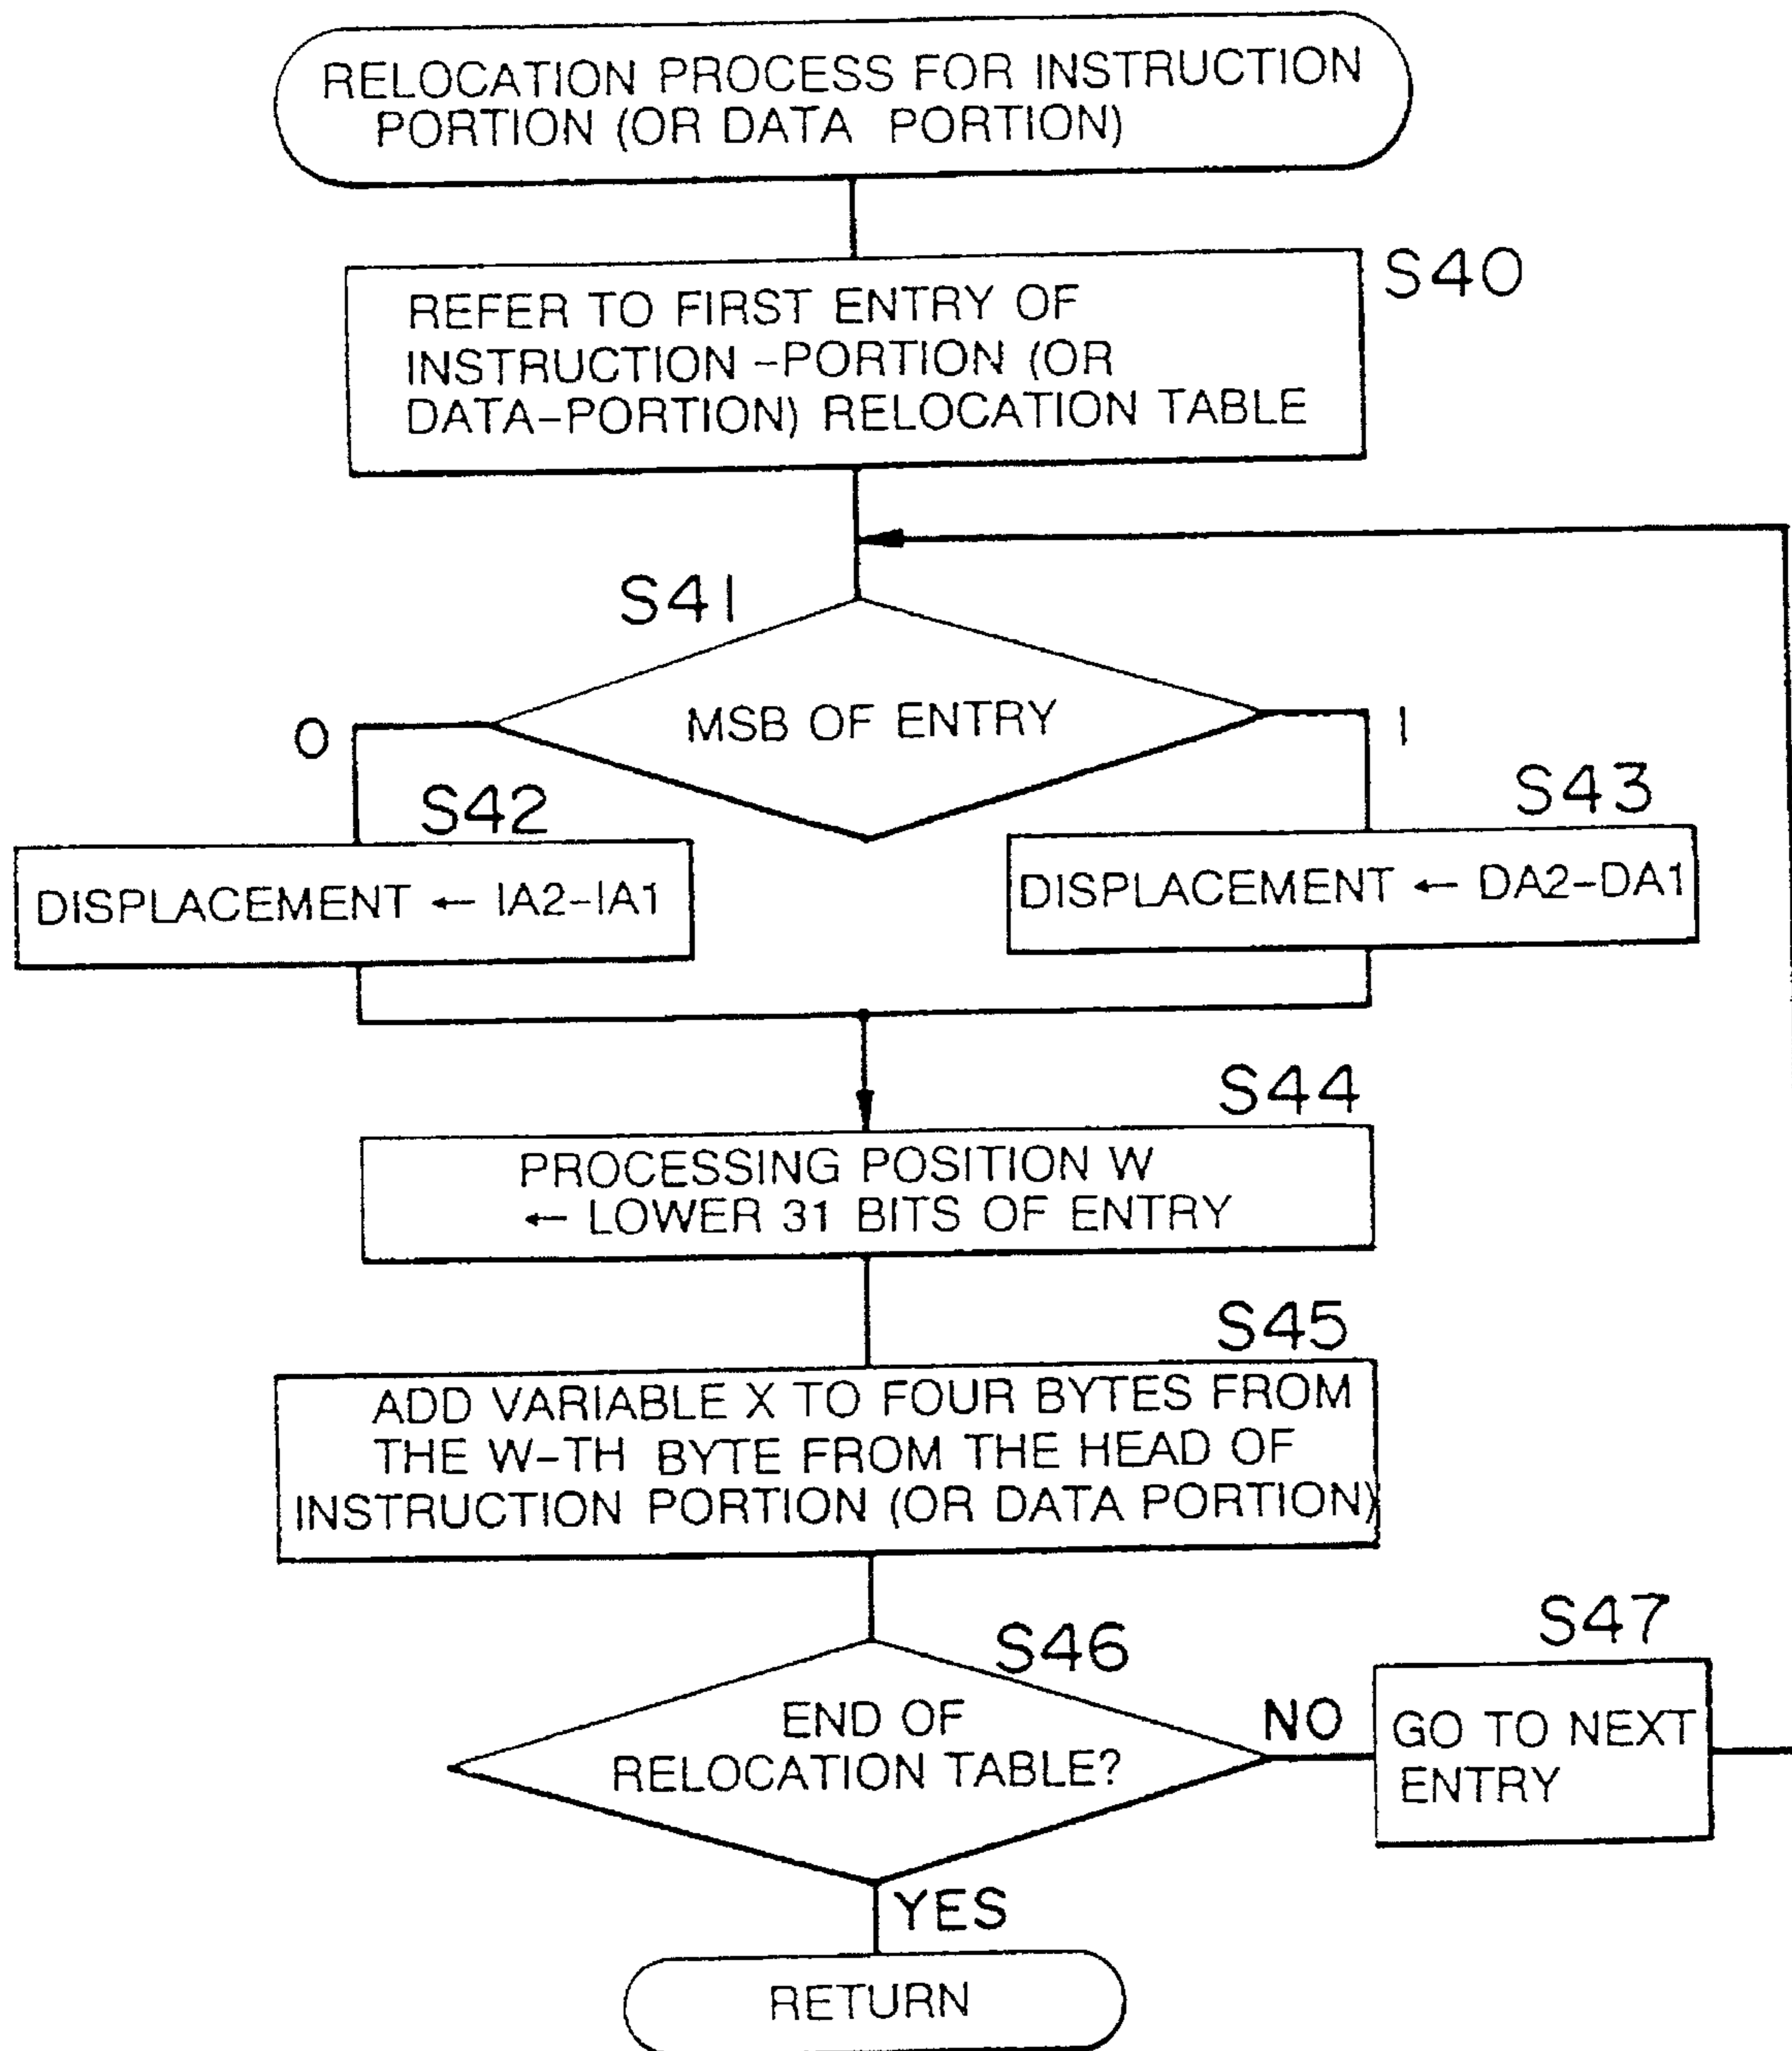 RELOCATION PROCESS FOR INSTRUCTION
PORTION (OR DATA PORTION)
S40
REFER TO FIRST ENTRY OF
INSTRUCTION -PORTION (OR
DATA-PORTION) RELOCATION TABLE
S41
MSB OF ENTRY
0
1
S42
DISPLACEMENT ← IA2-IA1
S43
DISPLACEMENT ← DA2-DA1
S44
PROCESSING POSITION W
← LOWER 31 BITS OF ENTRY
S45
ADD VARIABLE X TO FOUR BYTES FROM
THE W-TH BYTE FROM THE HEAD OF
INSTRUCTION PORTION (OR DATA PORTION)
S46
END OF
RELOCATION TABLE?
NO
S47
GO TO NEXT
ENTRY
YES
RETURN